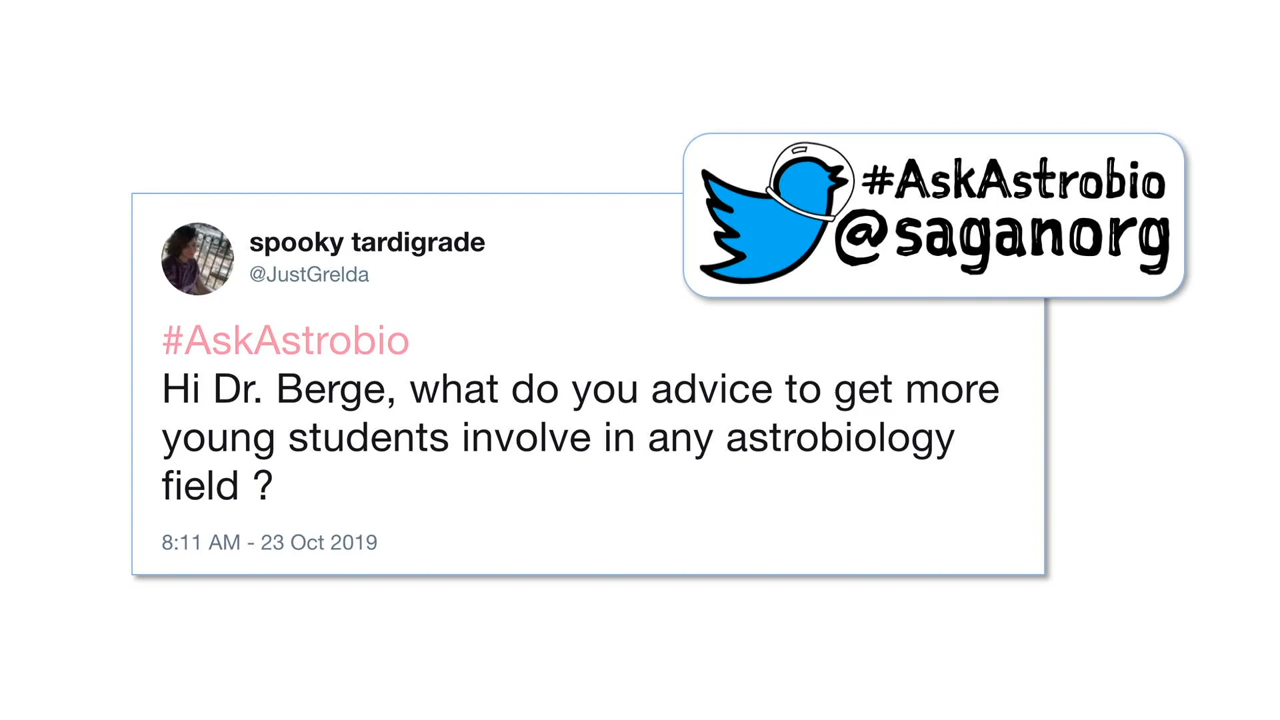 #AskAstrobio
@saganorg
spooky tardigrade
@JustGrelda
#AskAstrobio
Hi Dr. Berge, what do you advice to get more
young students involve in any astrobiology
field ?
8:11 AM - 23 Oct 2019